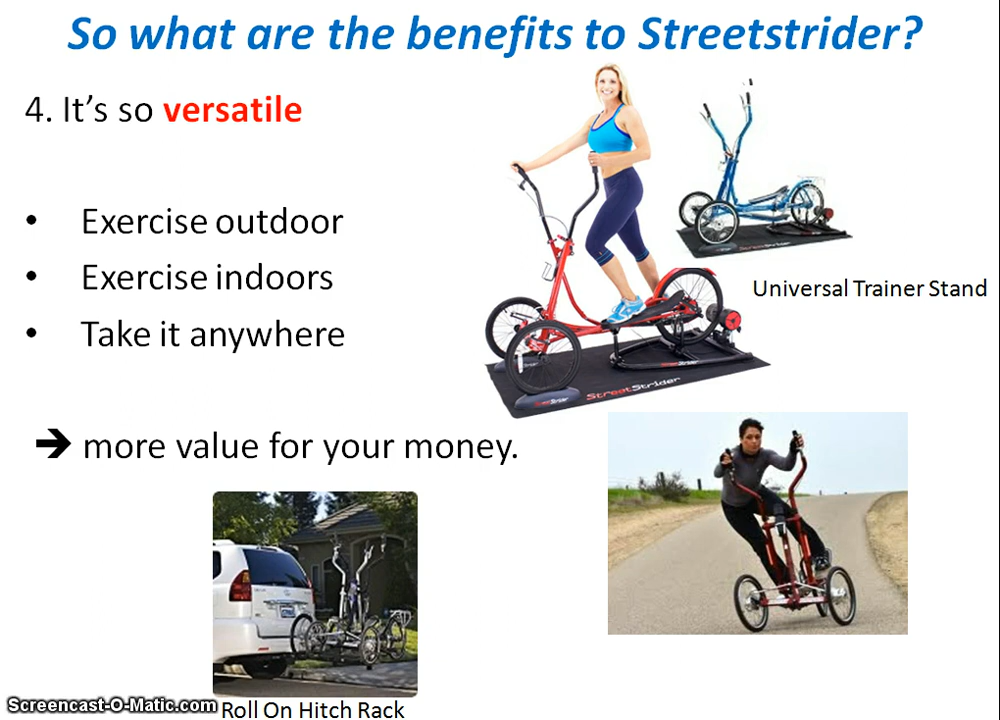 So what are the benefits to Streetstrider?
4. It's so versatile
• Exercise outdoor
• Exercise indoors
• Take it anywhere
➔ more value for your money.
Universal Trainer Stand
StreetStrider
Roll On Hitch Rack
Screencast-O-Matic.com